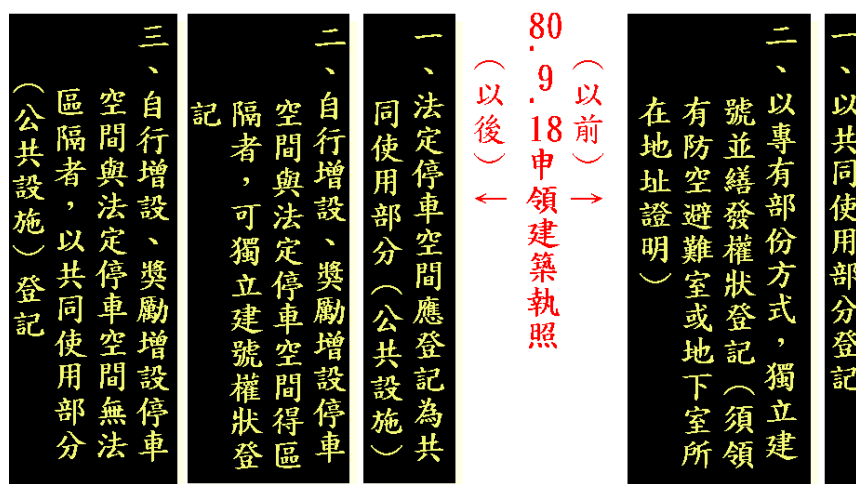 一、以共同使用部分登記
二、以專有部份方式，獨立建
號並繕發權狀登記（須領
有防空避難室或地下室所
在地址證明）
（以前）
→
80.9.18申領建築執照
（以後）
←
一、法定停車空間應登記為共
同使用部分（公共設施）
二、自行增設、獎勵增設停車
空間與法定停車空間得區
隔者，可獨立建號權狀登
記
三、自行增設、獎勵增設停車
空間與法定停車空間無法
區隔者，以共同使用部分
（公共設施）登記